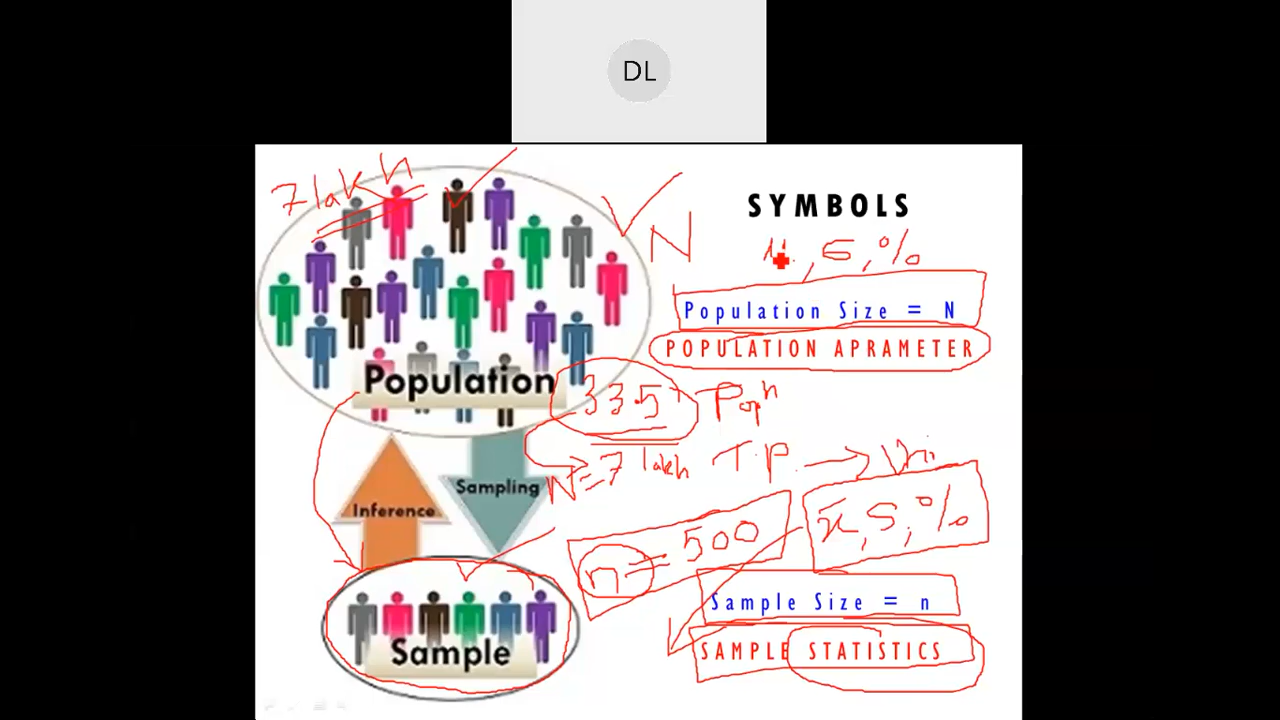 DL
7 lakh
N
SYMBOLS
μ, σ, %
Population Size = N
POPULATION APRAMETER
Population
335 Popn
N = 7 lakh T.P. →
Sampling
Inference
n = 500
x̄, S, %
Sample Size = n
SAMPLE STATISTICS
Sample